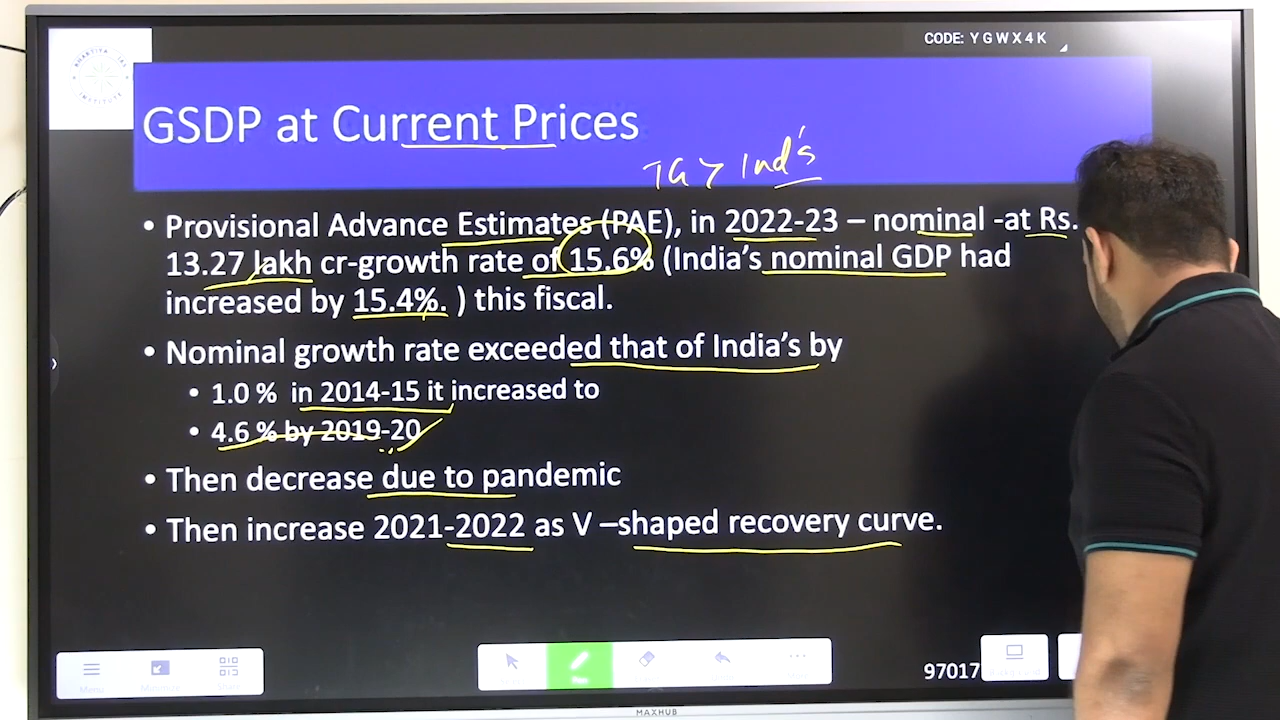 CODE: Y G W X 4 K
GSDP at Current Prices
TG > Ind's
• Provisional Advance Estimates (PAE), in 2022-23 – nominal -at Rs.
13.27 lakh cr-growth rate of 15.6% (India's nominal GDP had
increased by 15.4%. ) this fiscal.
• Nominal growth rate exceeded that of India's by
• 1.0 % in 2014-15 it increased to
• 4.6 % by 2019-20
• Then decrease due to pandemic
• Then increase 2021-2022 as V –shaped recovery curve.
Menu
97017
MAXHUB